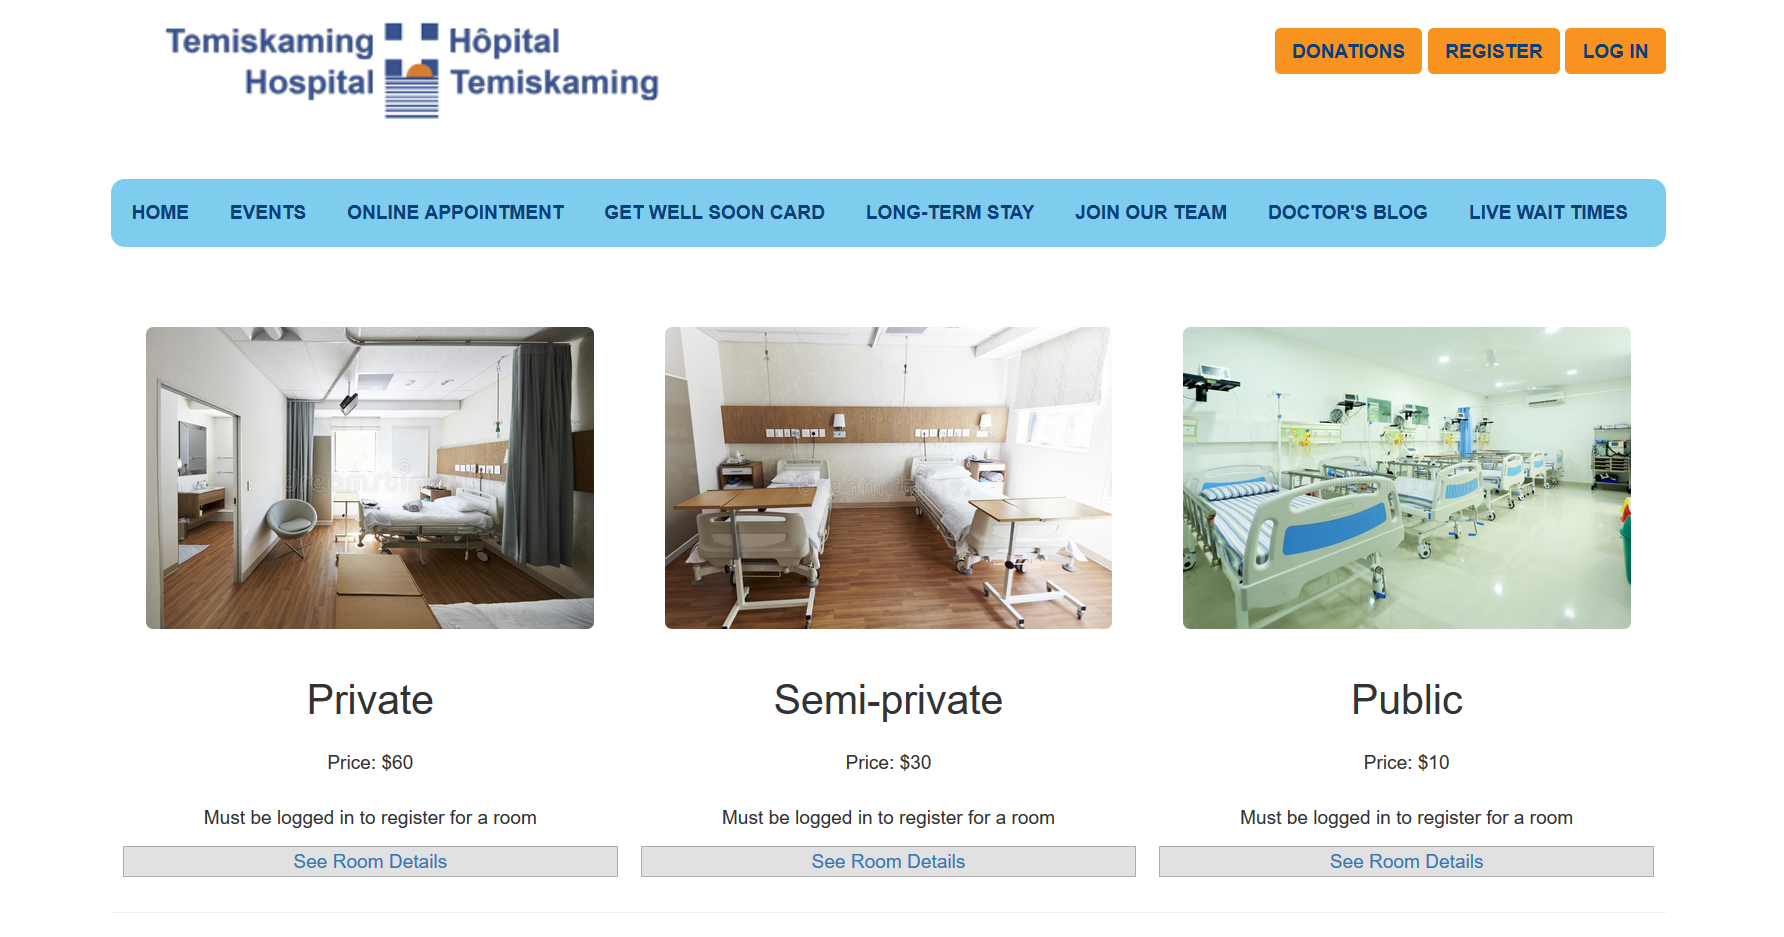 Temiskaming Hôpital
Hospital Temiskaming
DONATIONS REGISTER LOG IN
HOME EVENTS ONLINE APPOINTMENT GET WELL SOON CARD LONG-TERM STAY JOIN OUR TEAM DOCTOR'S BLOG LIVE WAIT TIMES
dreamstime
dreamstime
Private
Price: $60
Must be logged in to register for a room
See Room Details
Semi-private
Price: $30
Must be logged in to register for a room
See Room Details
Public
Price: $10
Must be logged in to register for a room
See Room Details